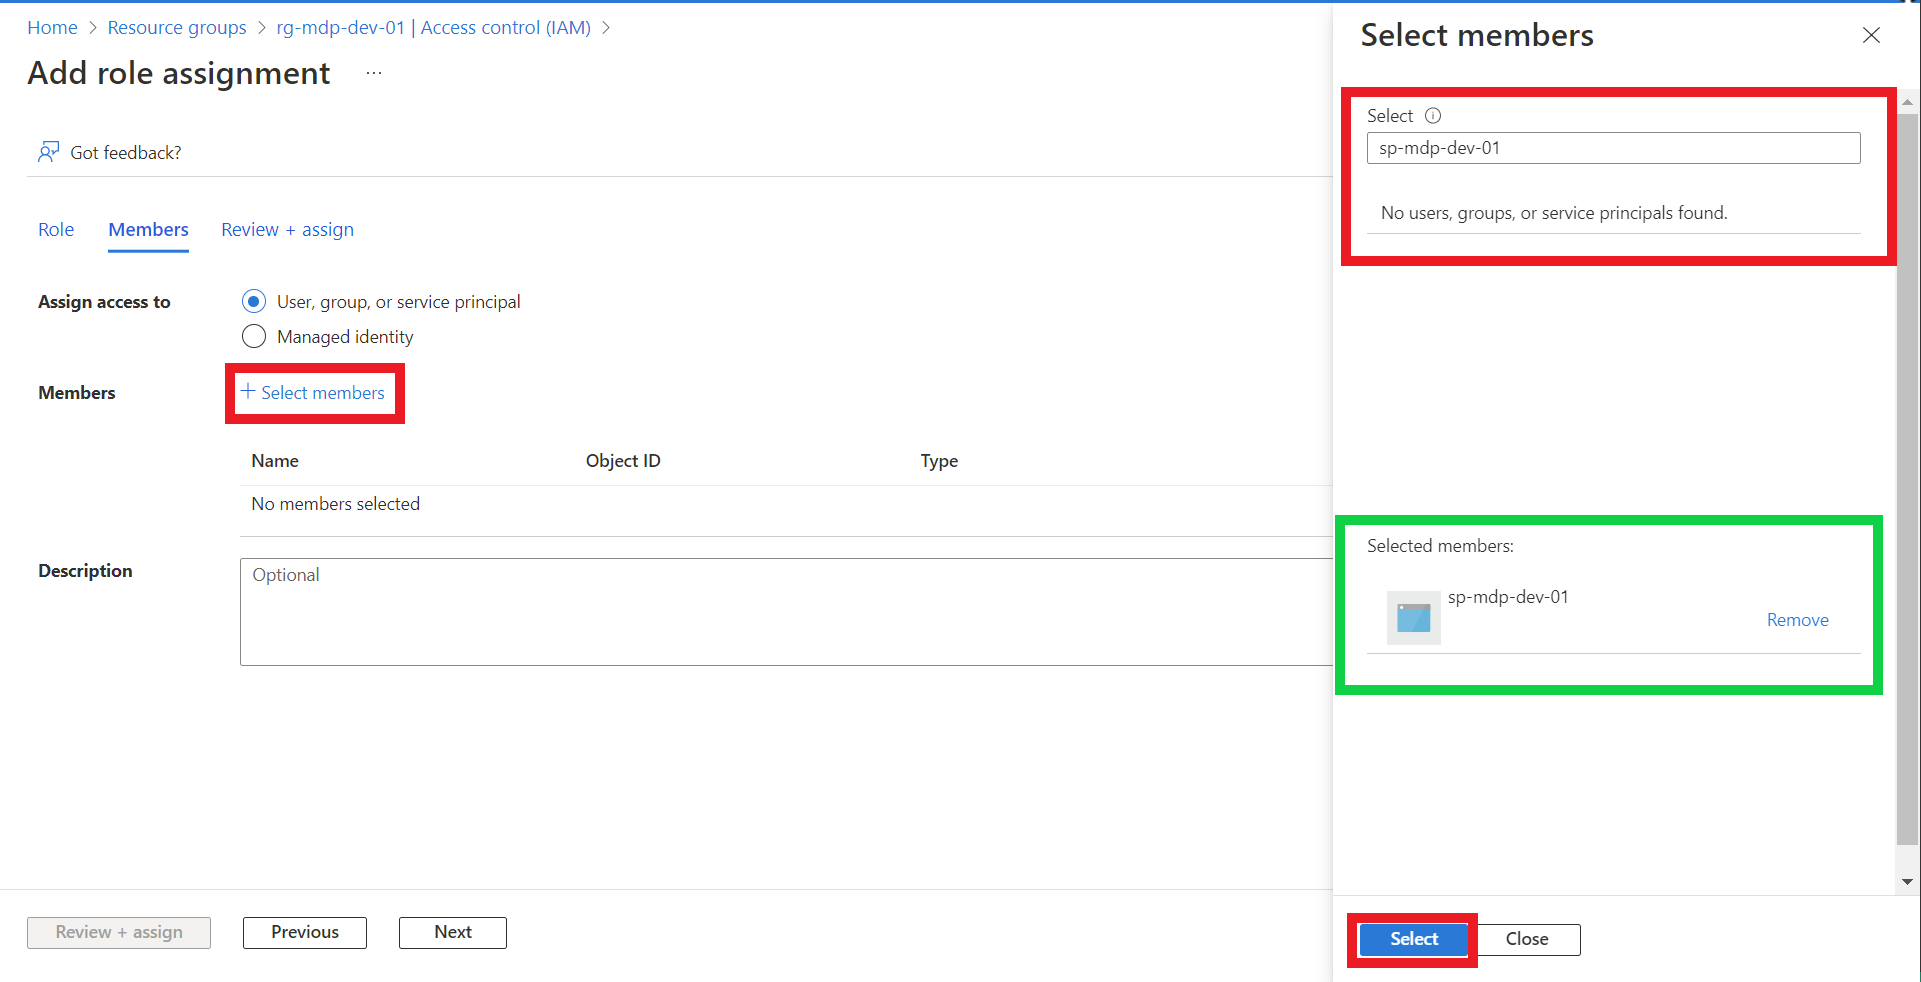 Home > Resource groups > rg-mdp-dev-01 | Access control (IAM) >
Add role assignment ...
Got feedback?
Role Members Review + assign
Assign access to
User, group, or service principal
Managed identity
Members
+ Select members
Name Object ID Type
No members selected
Description
Optional
Review + assign Previous Next
Select members
Select
sp-mdp-dev-01
No users, groups, or service principals found.
Selected members:
sp-mdp-dev-01
Remove
Select Close